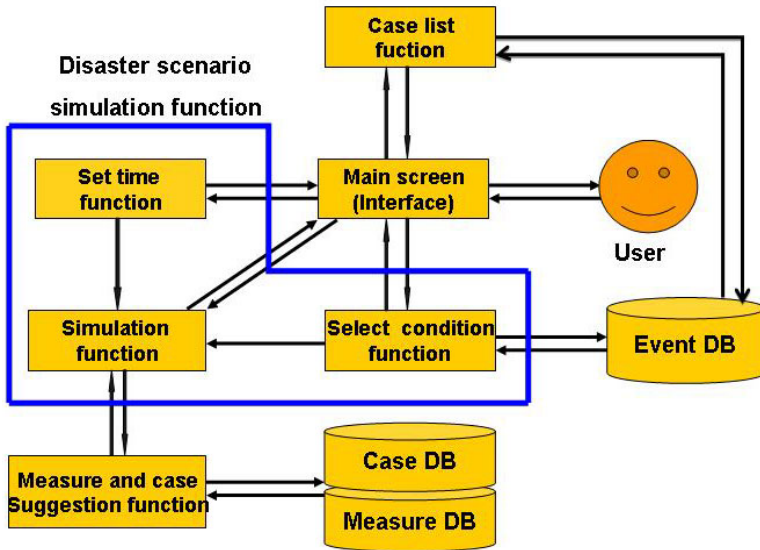 Case list
fuction
Disaster scenario
simulation function
Set time
function
Main screen
(Interface)
User
Simulation
function
Select condition
function
Event DB
Measure and case
Suggestion function
Case DB
Measure DB